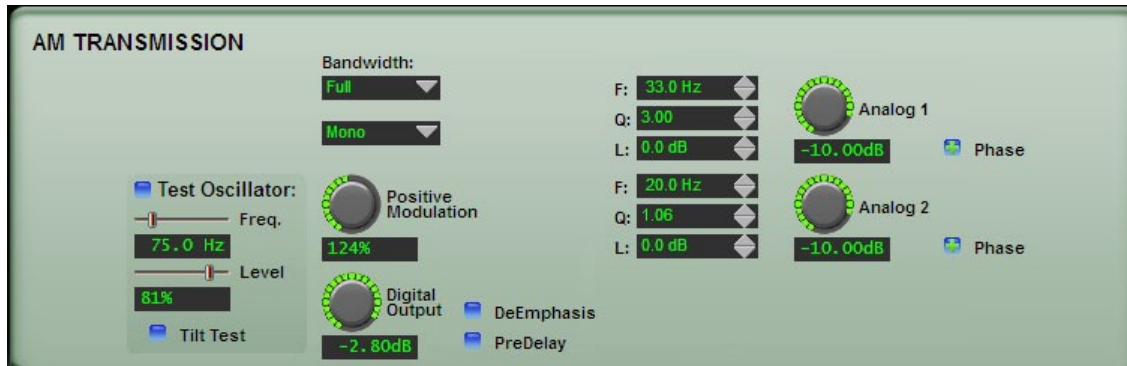 AM TRANSMISSION
Bandwidth:
Full
Mono
Test Oscillator:
Freq.
75.0 Hz
Level
81%
Tilt Test
Positive
Modulation
124%
Digital
Output
-2.80dB
DeEmphasis
PreDelay
F: 33.0 Hz
Q: 3.00
L: 0.0 dB
Analog 1
-10.00dB
Phase
F: 20.0 Hz
Q: 1.06
L: 0.0 dB
Analog 2
-10.00dB
Phase